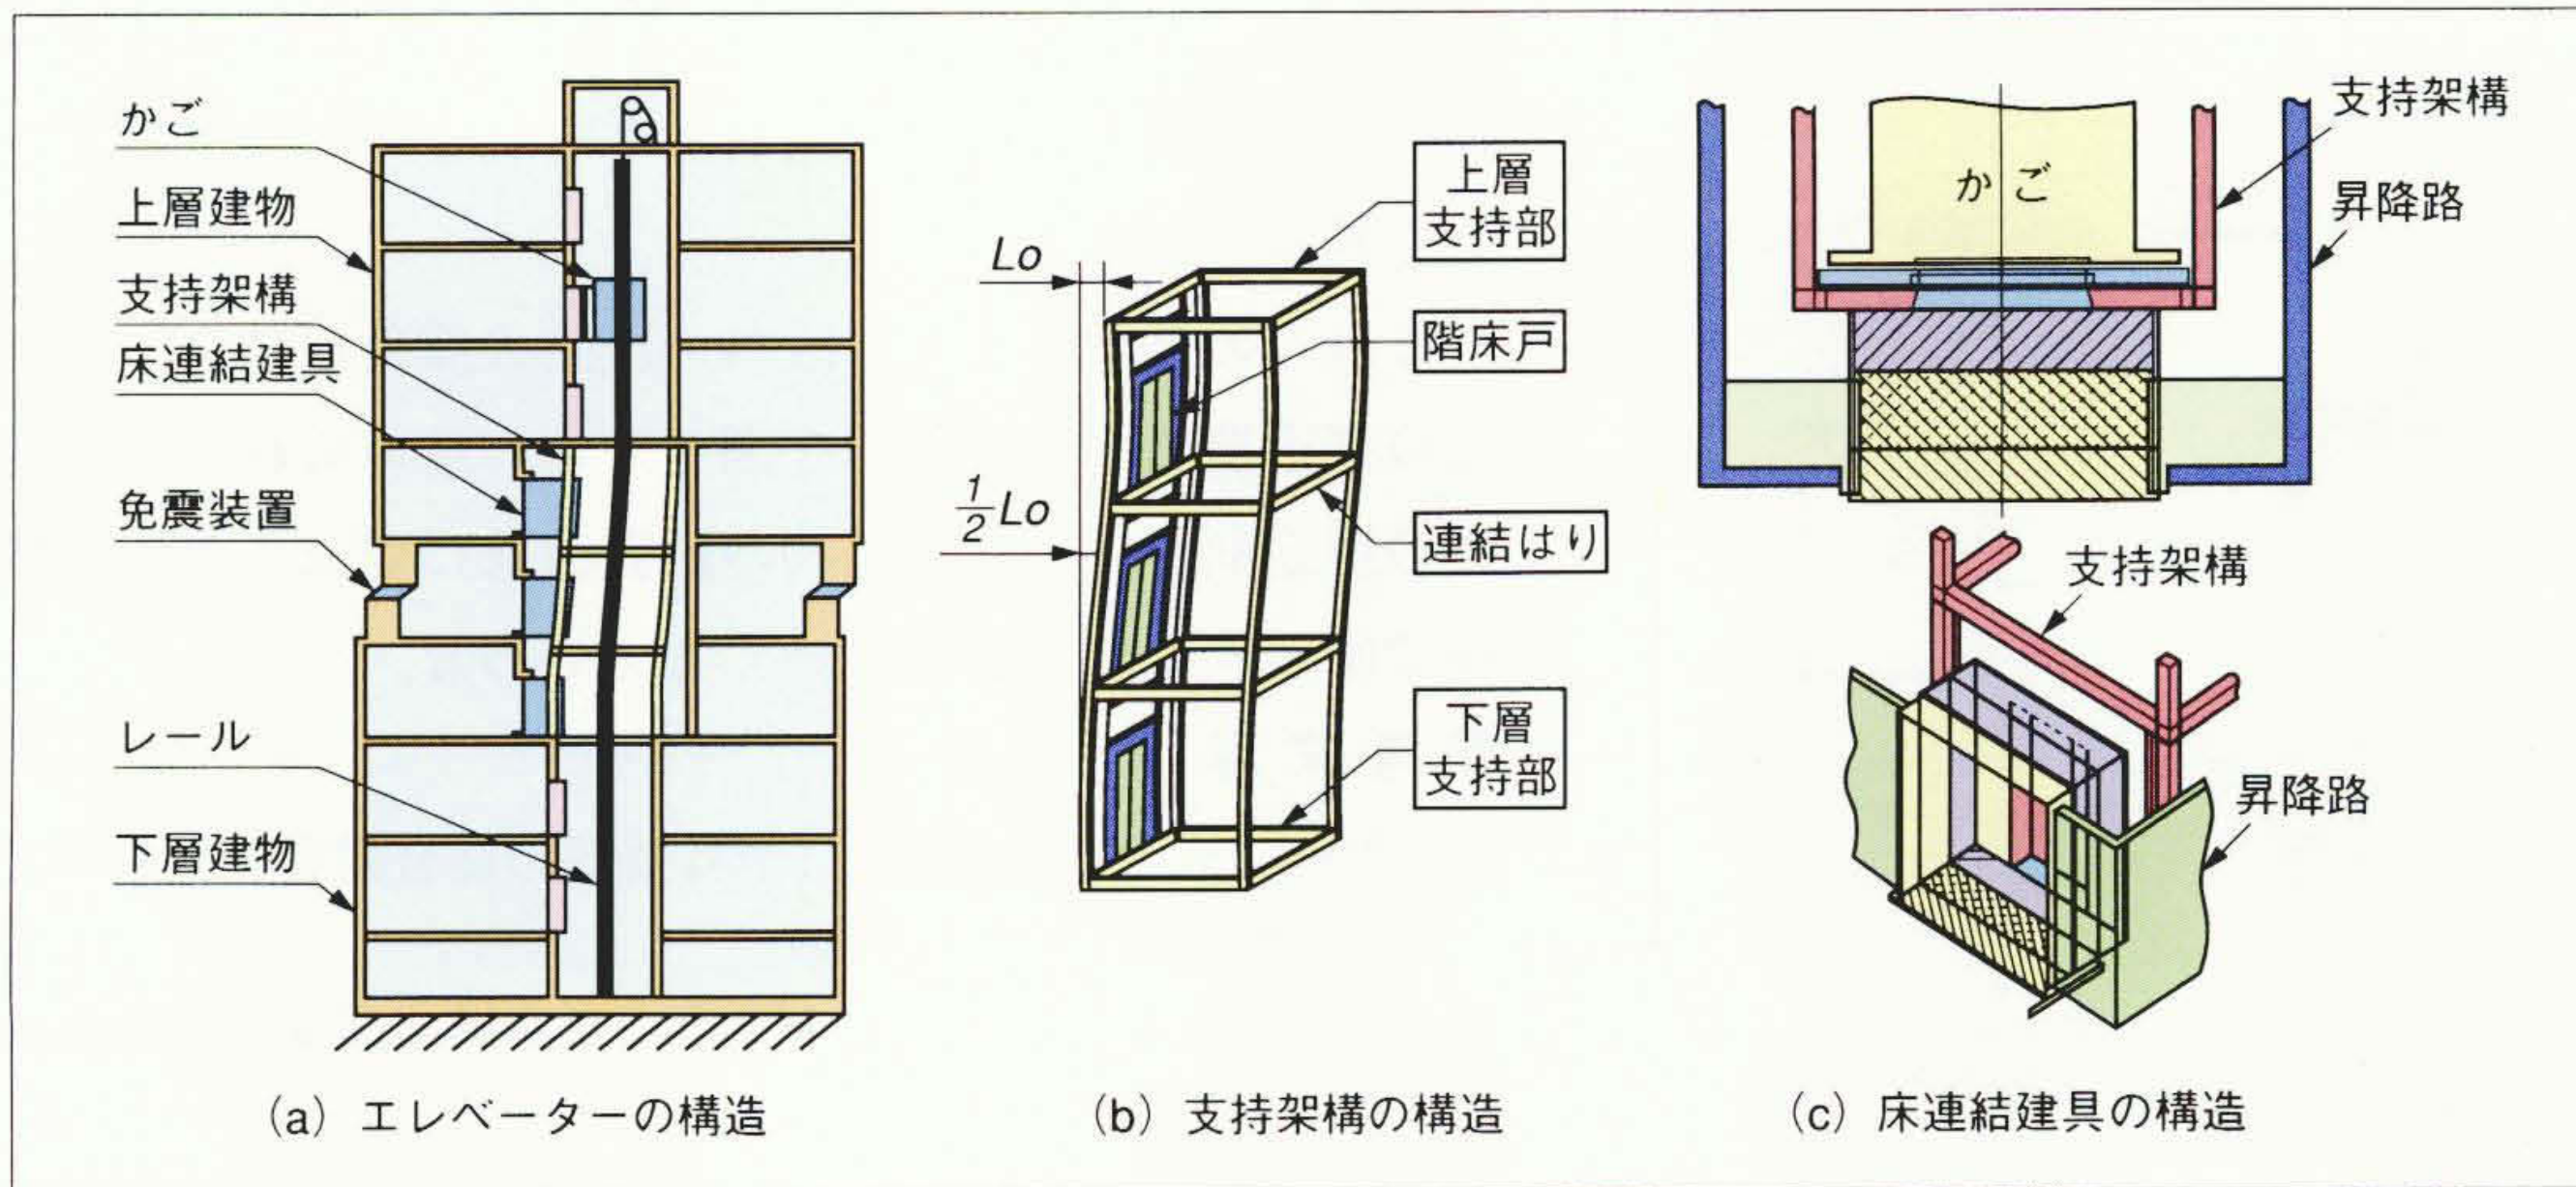 かご
上層建物
支持架構
床連結建具
免震装置
レール
下層建物
(a) エレベーターの構造
Lo
1/2 Lo
上層
支持部
階床戸
連結はり
下層
支持部
(b) 支持架構の構造
かご
支持架構
昇降路
支持架構
昇降路
(c) 床連結建具の構造